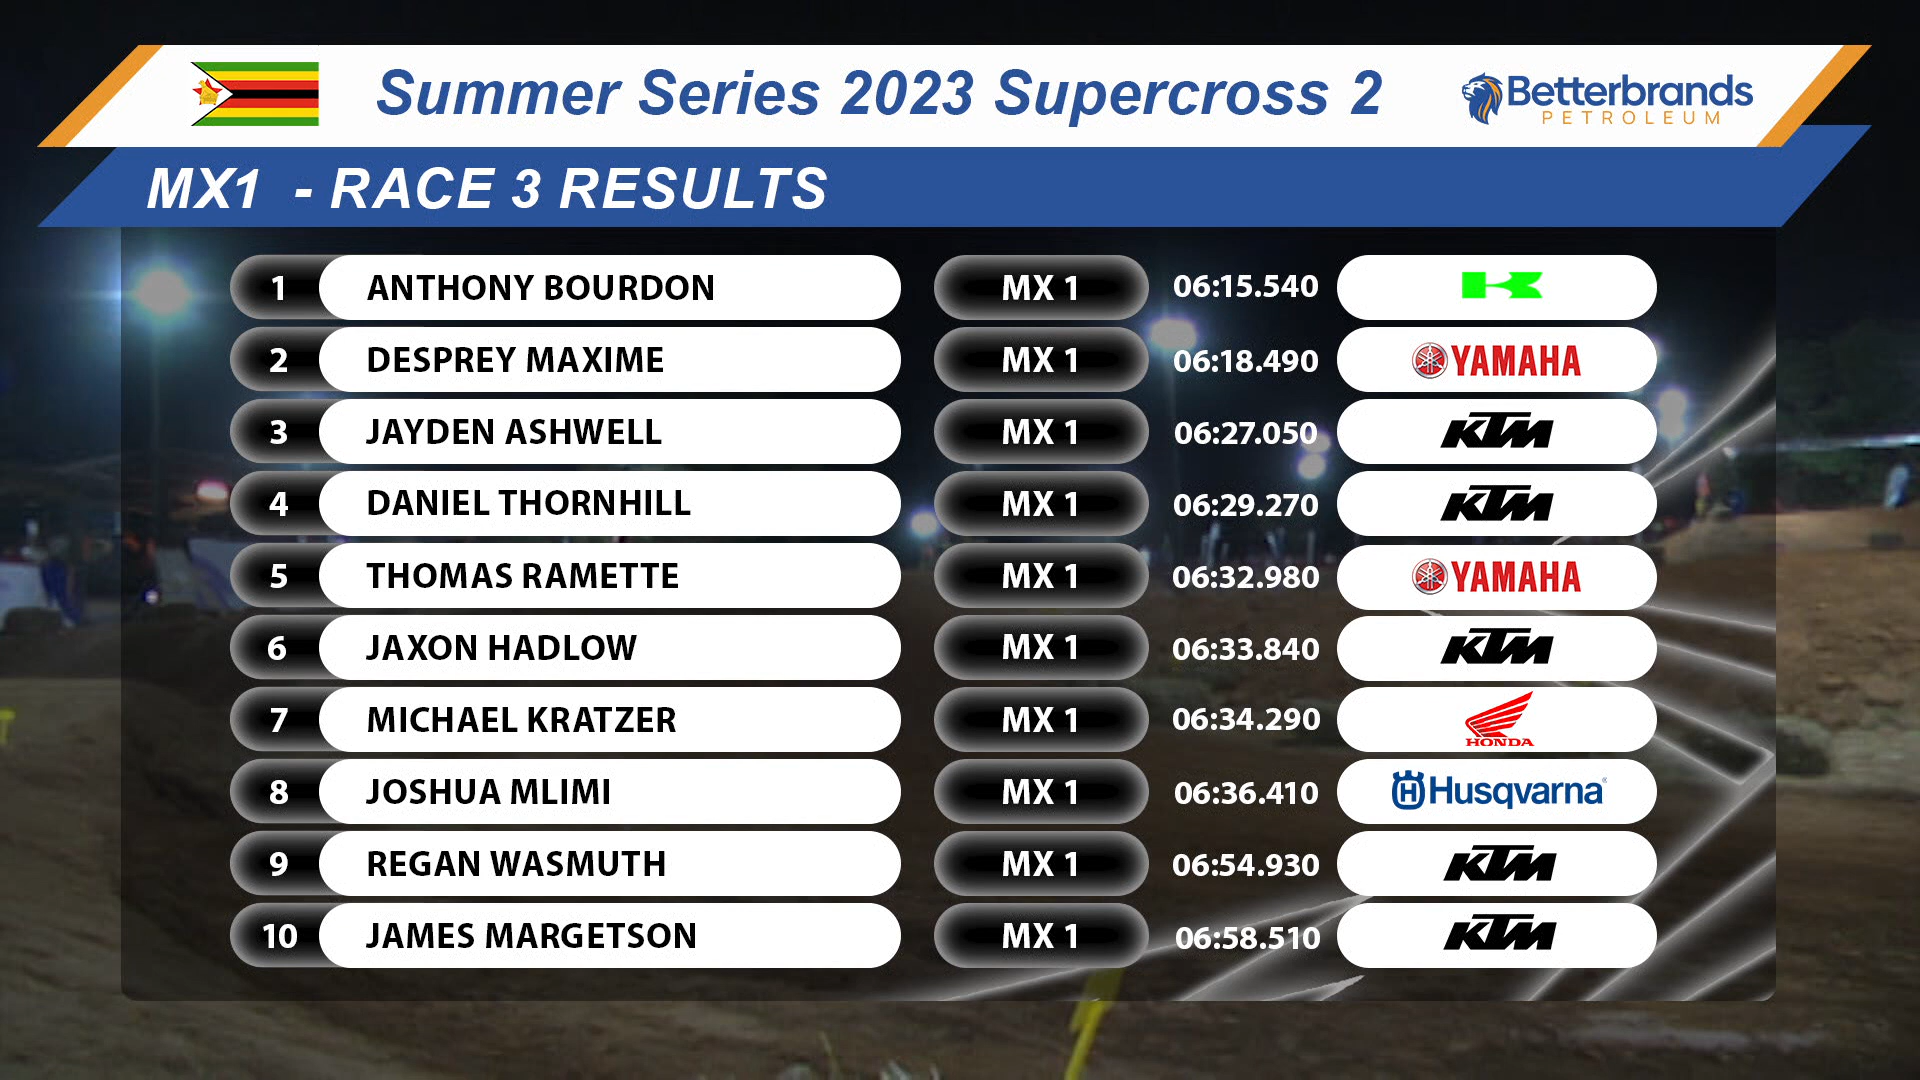 Summer Series 2023 Supercross 2
Betterbrands
PETROLEUM
MX1 - RACE 3 RESULTS
1 ANTHONY BOURDON MX 1 06:15.540
2 DESPREY MAXIME MX 1 06:18.490 YAMAHA
3 JAYDEN ASHWELL MX 1 06:27.050 KTM
4 DANIEL THORNHILL MX 1 06:29.270 KTM
5 THOMAS RAMETTE MX 1 06:32.980 YAMAHA
6 JAXON HADLOW MX 1 06:33.840 KTM
7 MICHAEL KRATZER MX 1 06:34.290 HONDA
8 JOSHUA MLIMI MX 1 06:36.410 Husqvarna
9 REGAN WASMUTH MX 1 06:54.930 KTM
10 JAMES MARGETSON MX 1 06:58.510 KTM